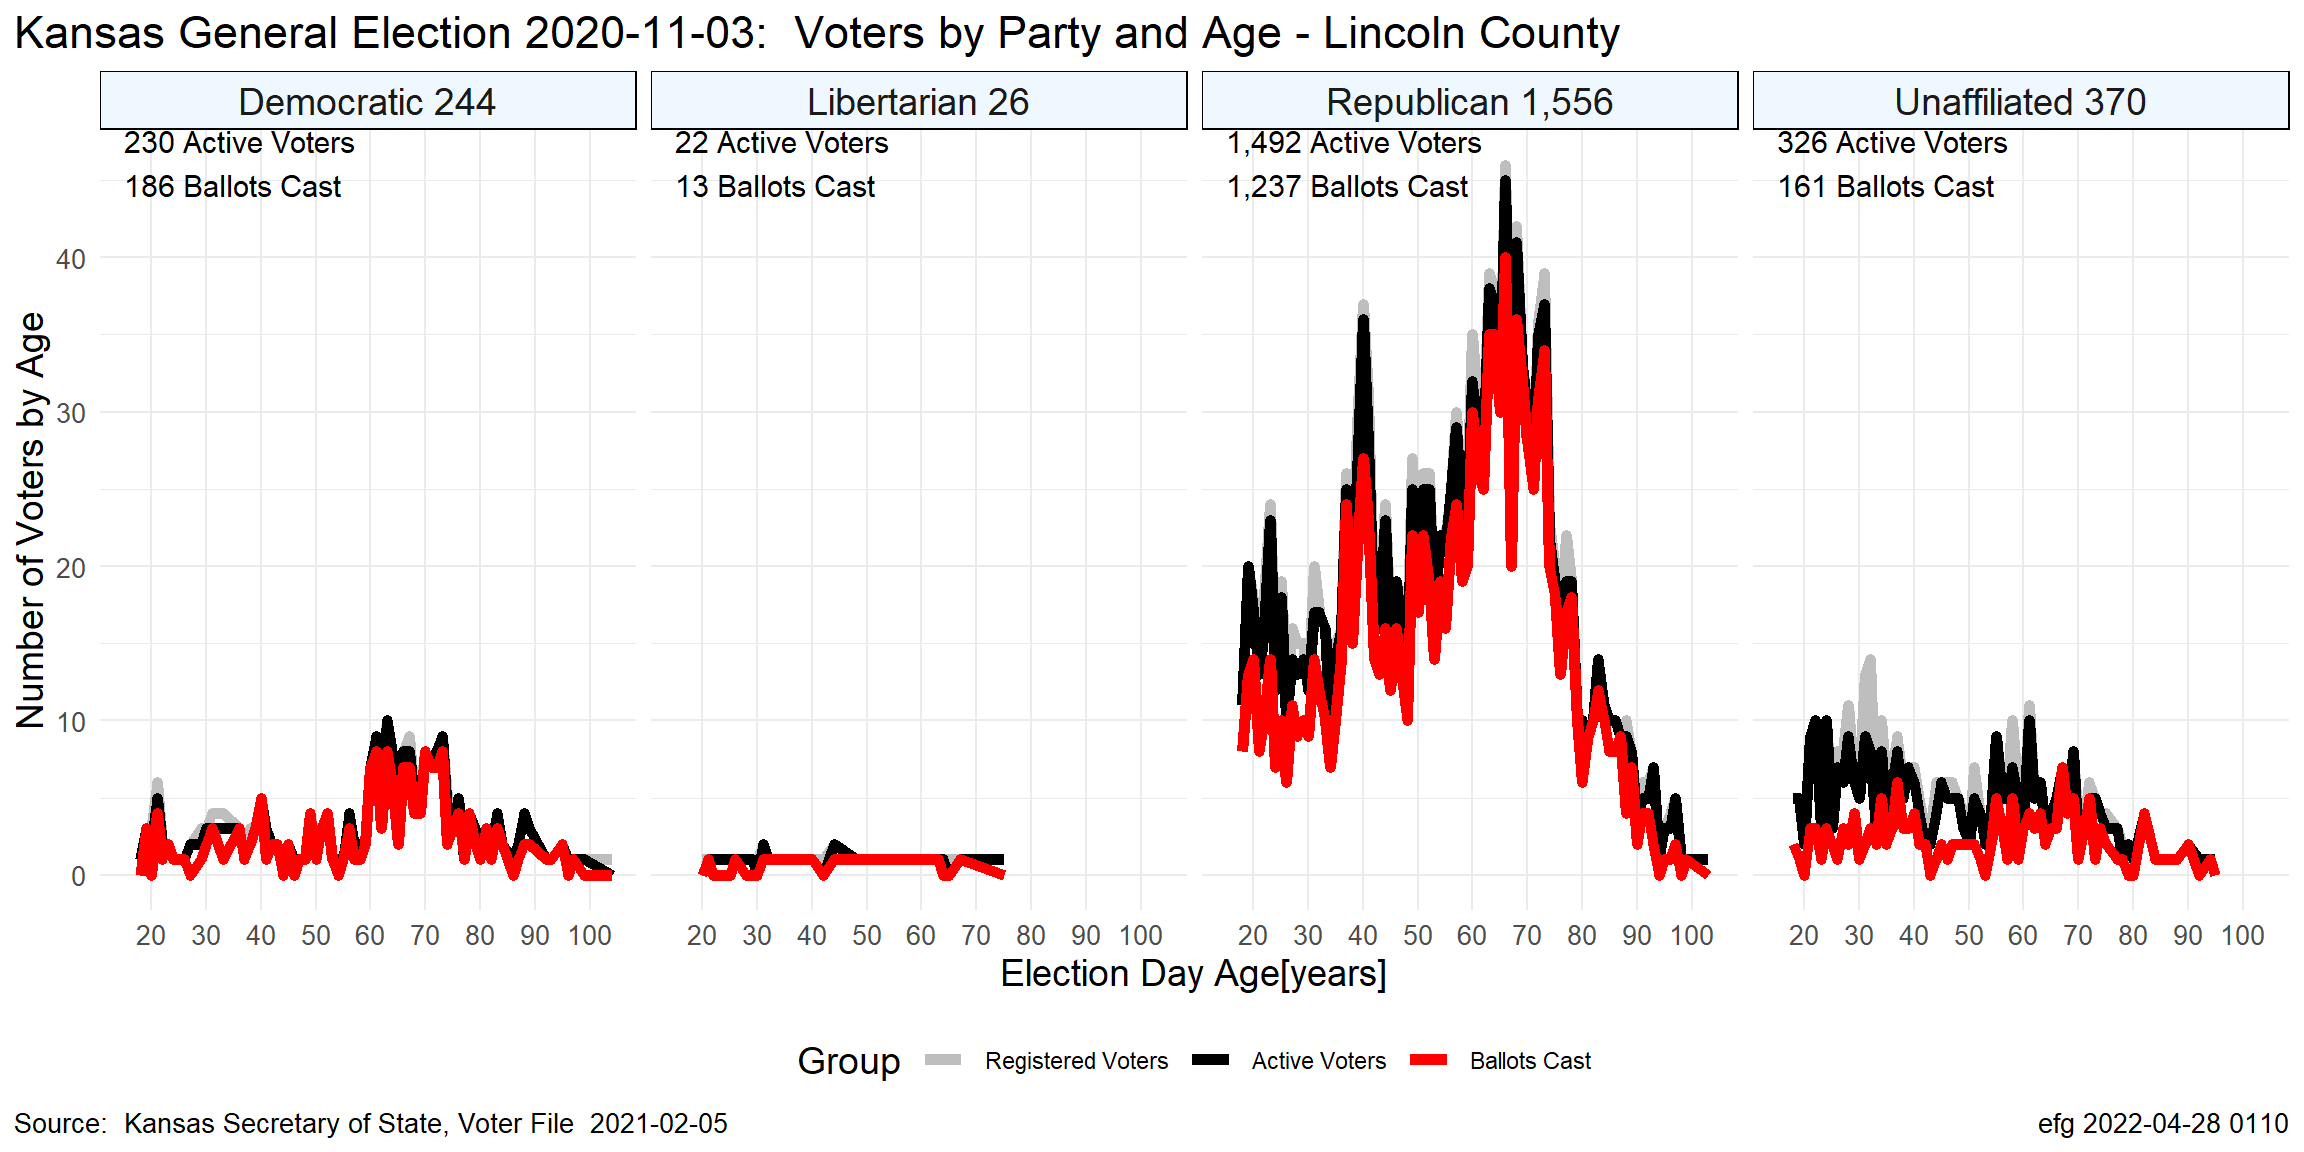 Kansas General Election 2020-11-03:  Voters by Party and Age - Lincoln County
Democratic 244
Libertarian 26
Republican 1,556
Unaffiliated 370
230 Active Voters
186 Ballots Cast
22 Active Voters
13 Ballots Cast
1,492 Active Voters
1,237 Ballots Cast
326 Active Voters
161 Ballots Cast
Number of Voters by Age
40
30
20
10
0
20 30 40 50 60 70 80 90 100
20 30 40 50 60 70 80 90 100
20 30 40 50 60 70 80 90 100
20 30 40 50 60 70 80 90 100
Election Day Age[years]
Group Registered Voters Active Voters Ballots Cast
Source:  Kansas Secretary of State, Voter File  2021-02-05
efg 2022-04-28 0110